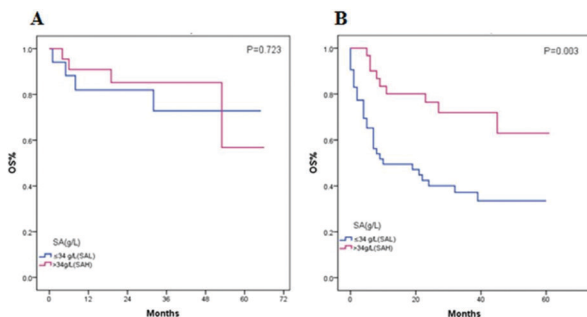 A
P=0.723
1.0
0.8
0.6
0.4
0.2
0.0
OS%
SA(g/L)
≤34 g/L(SAL)
>34g/L(SAH)
0 12 24 36 48 60 72
Months
B
P=0.003
1.0
0.8
0.6
0.4
0.2
0.0
OS%
SA(g/L)
≤34 g/L(SAL)
>34g/L(SAH)
0 20 40 60
Months